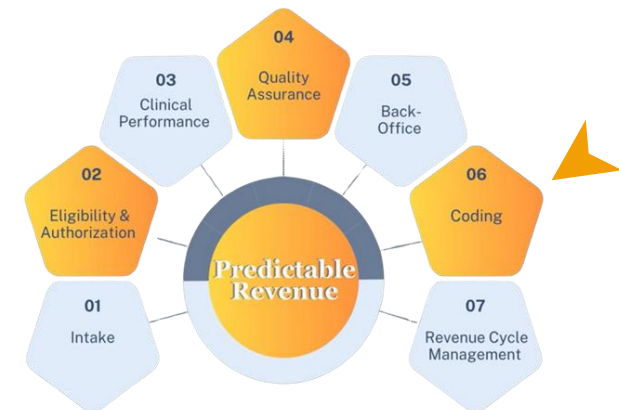 01
Intake
02
Eligibility &
Authorization
03
Clinical
Performance
04
Quality
Assurance
05
Back-
Office
06
Coding
07
Revenue Cycle
Management
Predictable
Revenue